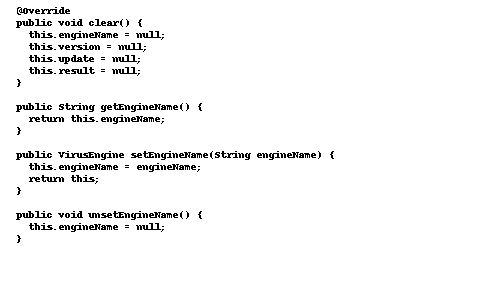 @Override
public void clear() {
  this.engineName = null;
  this.version = null;
  this.update = null;
  this.result = null;
}

public String getEngineName() {
  return this.engineName;
}

public VirusEngine setEngineName(String engineName) {
  this.engineName = engineName;
  return this;
}

public void unsetEngineName() {
  this.engineName = null;
}